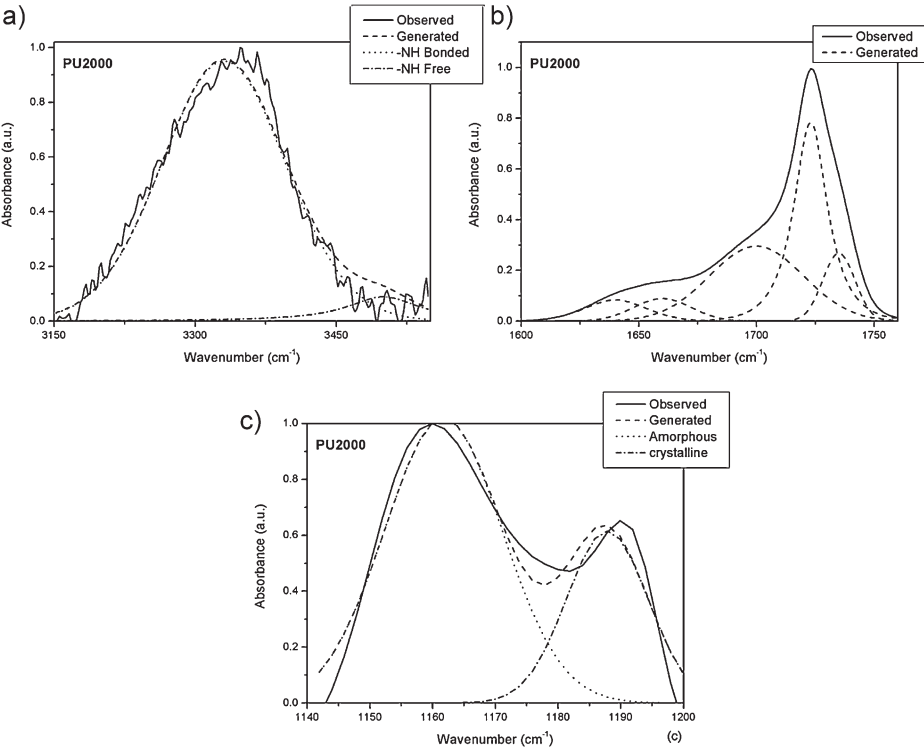 a)
Observed
Generated
-NH Bonded
-NH Free
PU2000
1.0
0.8
0.6
0.4
0.2
0.0
Absorbance (a.u.)
3150 3300 3450
Wavenumber (cm⁻¹)
b)
Observed
Generated
PU2000
1.0
0.8
0.6
0.4
0.2
0.0
Absorbance (a.u.)
1600 1650 1700 1750
Wavenumber (cm⁻¹)
c)
Observed
Generated
Amorphous
crystalline
PU2000
1.0
0.8
0.6
0.4
0.2
0.0
Absorbance (a.u.)
1140 1150 1160 1170 1180 1190 1200
Wavenumber (cm⁻¹)
(c)